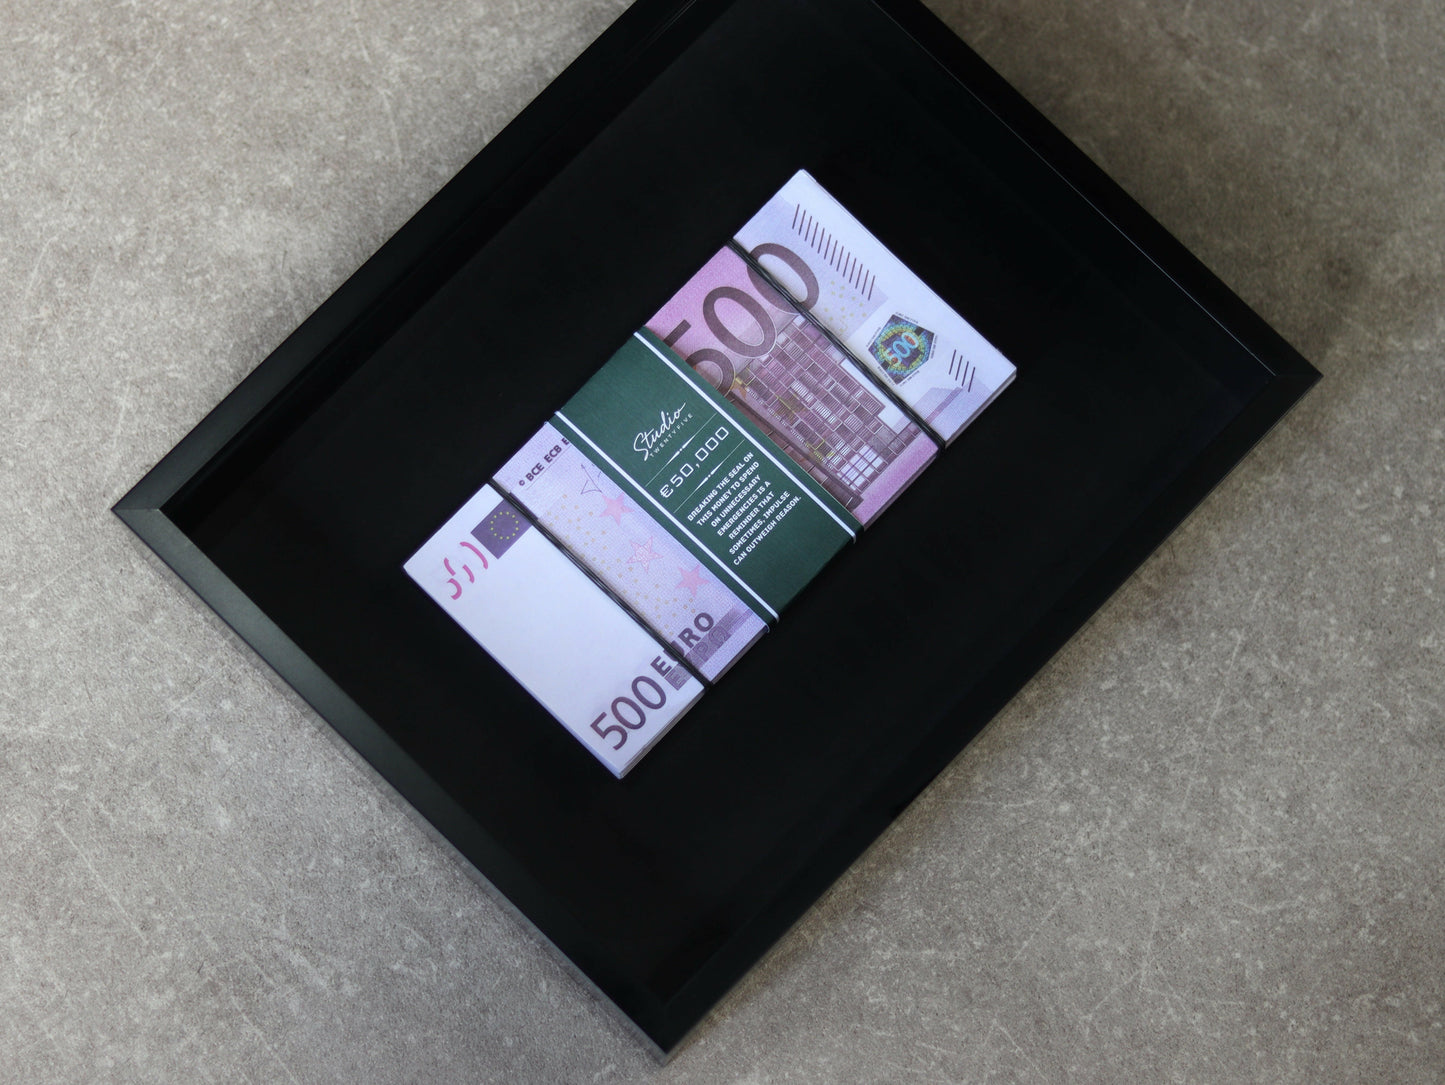 © BCE ECB E
500 EURO
Studio
TWENTYFIVE
€50,000
BREAKING THE SEAL ON
THIS MONEY TO SPEND
ON UNNECESSARY
EMERGENCIES IS A
REMINDER THAT
SOMETIMES, IMPULSE
CAN OUTWEIGH REASON.
500
500